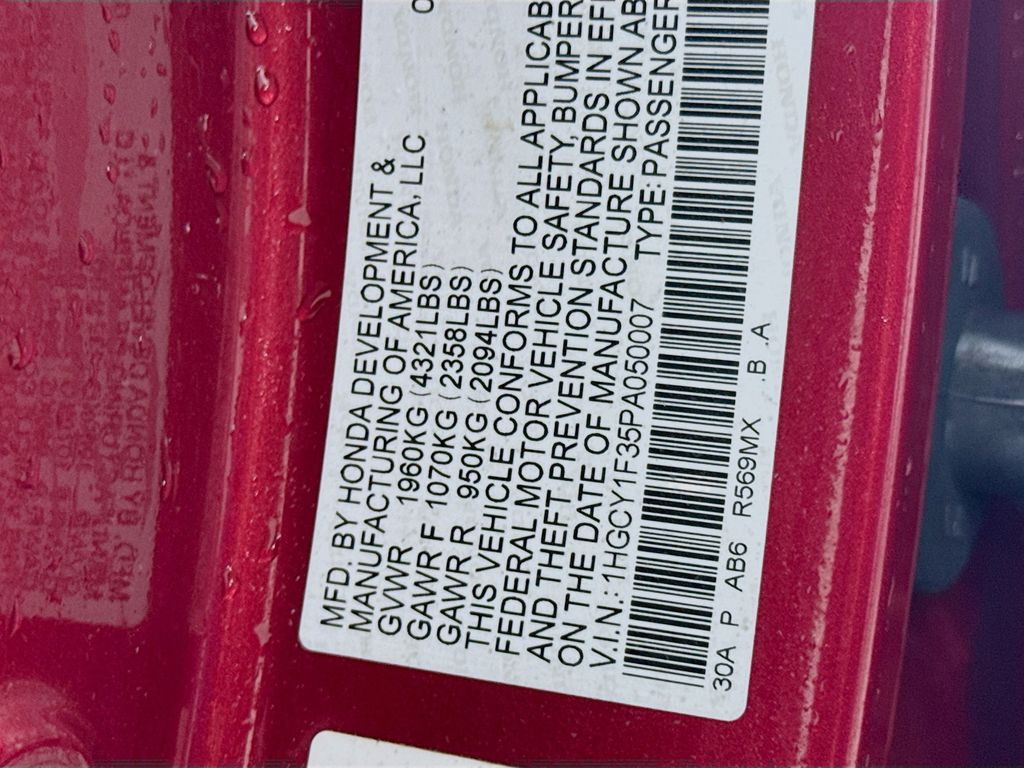 MFD. BY HONDA DEVELOPMENT &
MANUFACTURING OF AMERICA, LLC 0
GVWR 1960KG (4321LBS)
GAWR F 1070KG (2358LBS)
GAWR R 950KG (2094LBS)
THIS VEHICLE CONFORMS TO ALL APPLICAB
FEDERAL MOTOR VEHICLE SAFETY, BUMPER
AND THEFT PREVENTION STANDARDS IN EFF
ON THE DATE OF MANUFACTURE SHOWN AB
V.I.N.: 1HGCY1F35PA050007 TYPE: PASSENGER
30A P AB6 R569MX .B .A